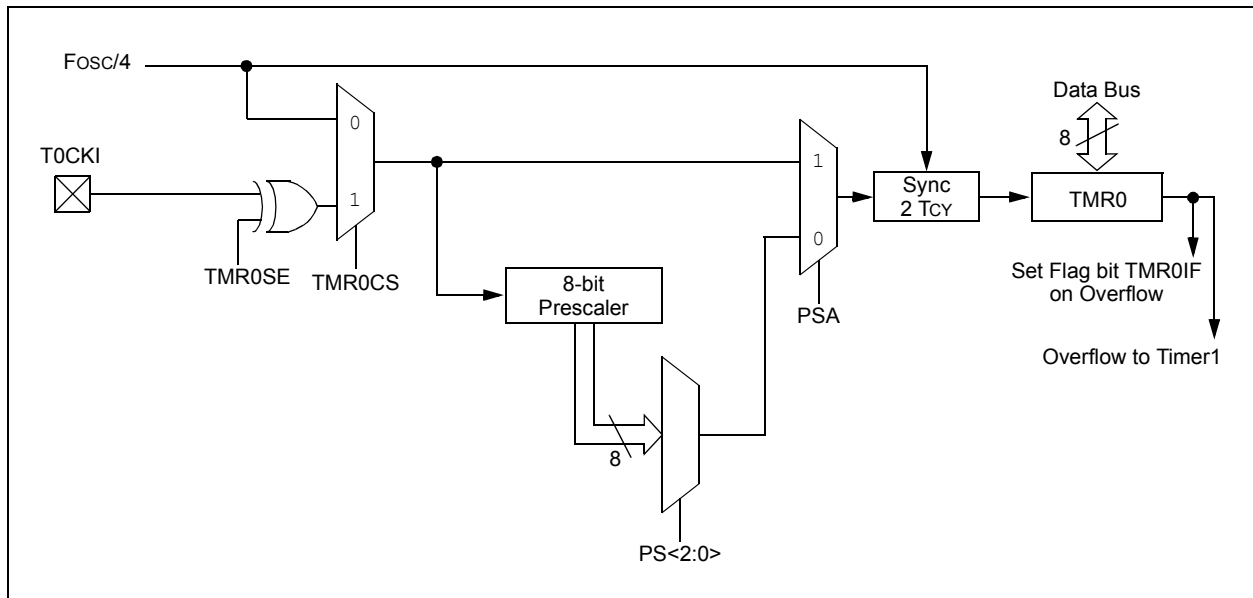 FOSC/4
T0CKI
0
1
TMR0SE
TMR0CS
8-bit
Prescaler
8
PS<2:0>
1
0
PSA
Sync
2 TCY
Data Bus
8
TMR0
Set Flag bit TMR0IF
on Overflow
Overflow to Timer1